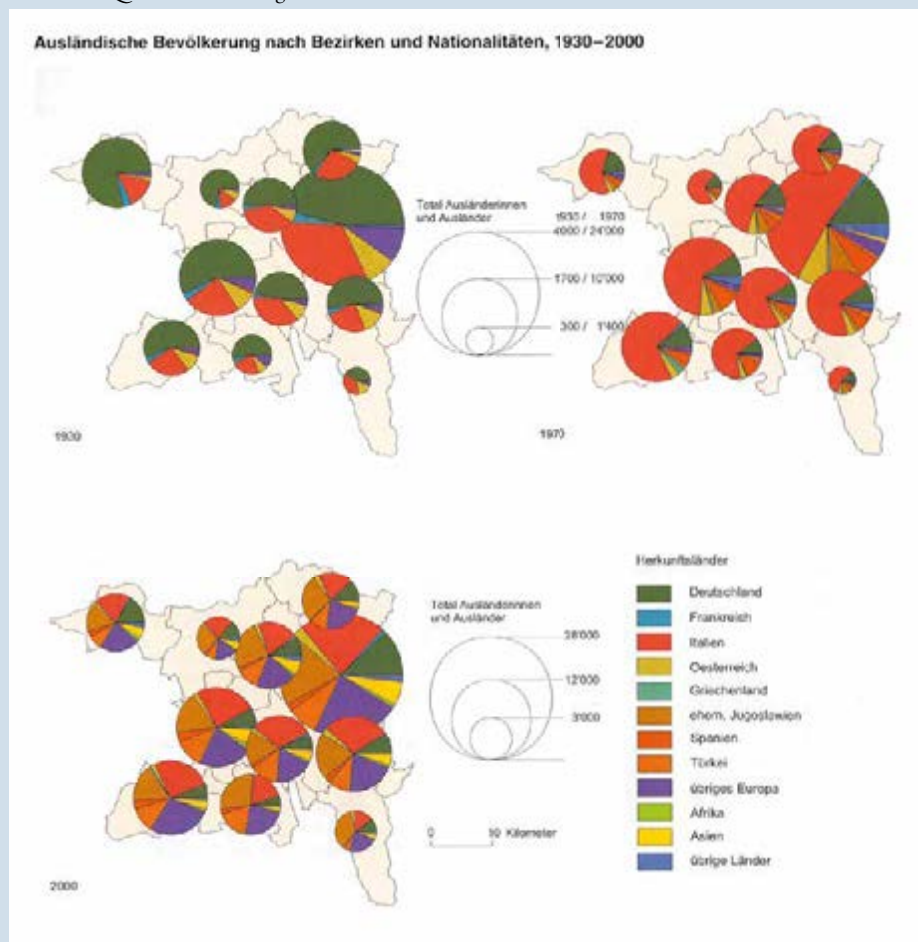 Ausländische Bevölkerung nach Bezirken und Nationalitäten, 1930–2000
Total Ausländerinnen
und Ausländer
1930 / 1970
4000 / 24'000
1700 / 10'000
300 / 1'400
1930
1970
Total Ausländerinnen
und Ausländer
28'000
12'000
3'000
0 10 Kilometer
2000
Herkunftsländer
Deutschland
Frankreich
Italien
Oesterreich
Griechenland
ehem. Jugoslawien
Spanien
Türkei
übriges Europa
Afrika
Asien
übrige Länder